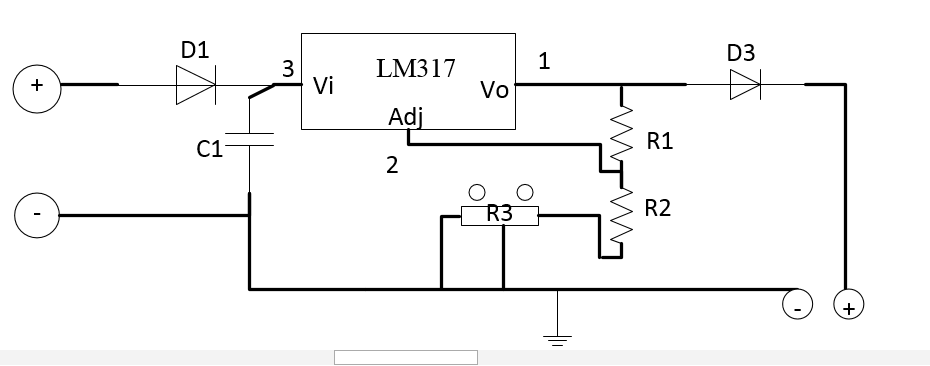 D1
D3
3
LM317
1
+
Vi
Vo
Adj
C1
R1
2
R3
R2
-
-
+